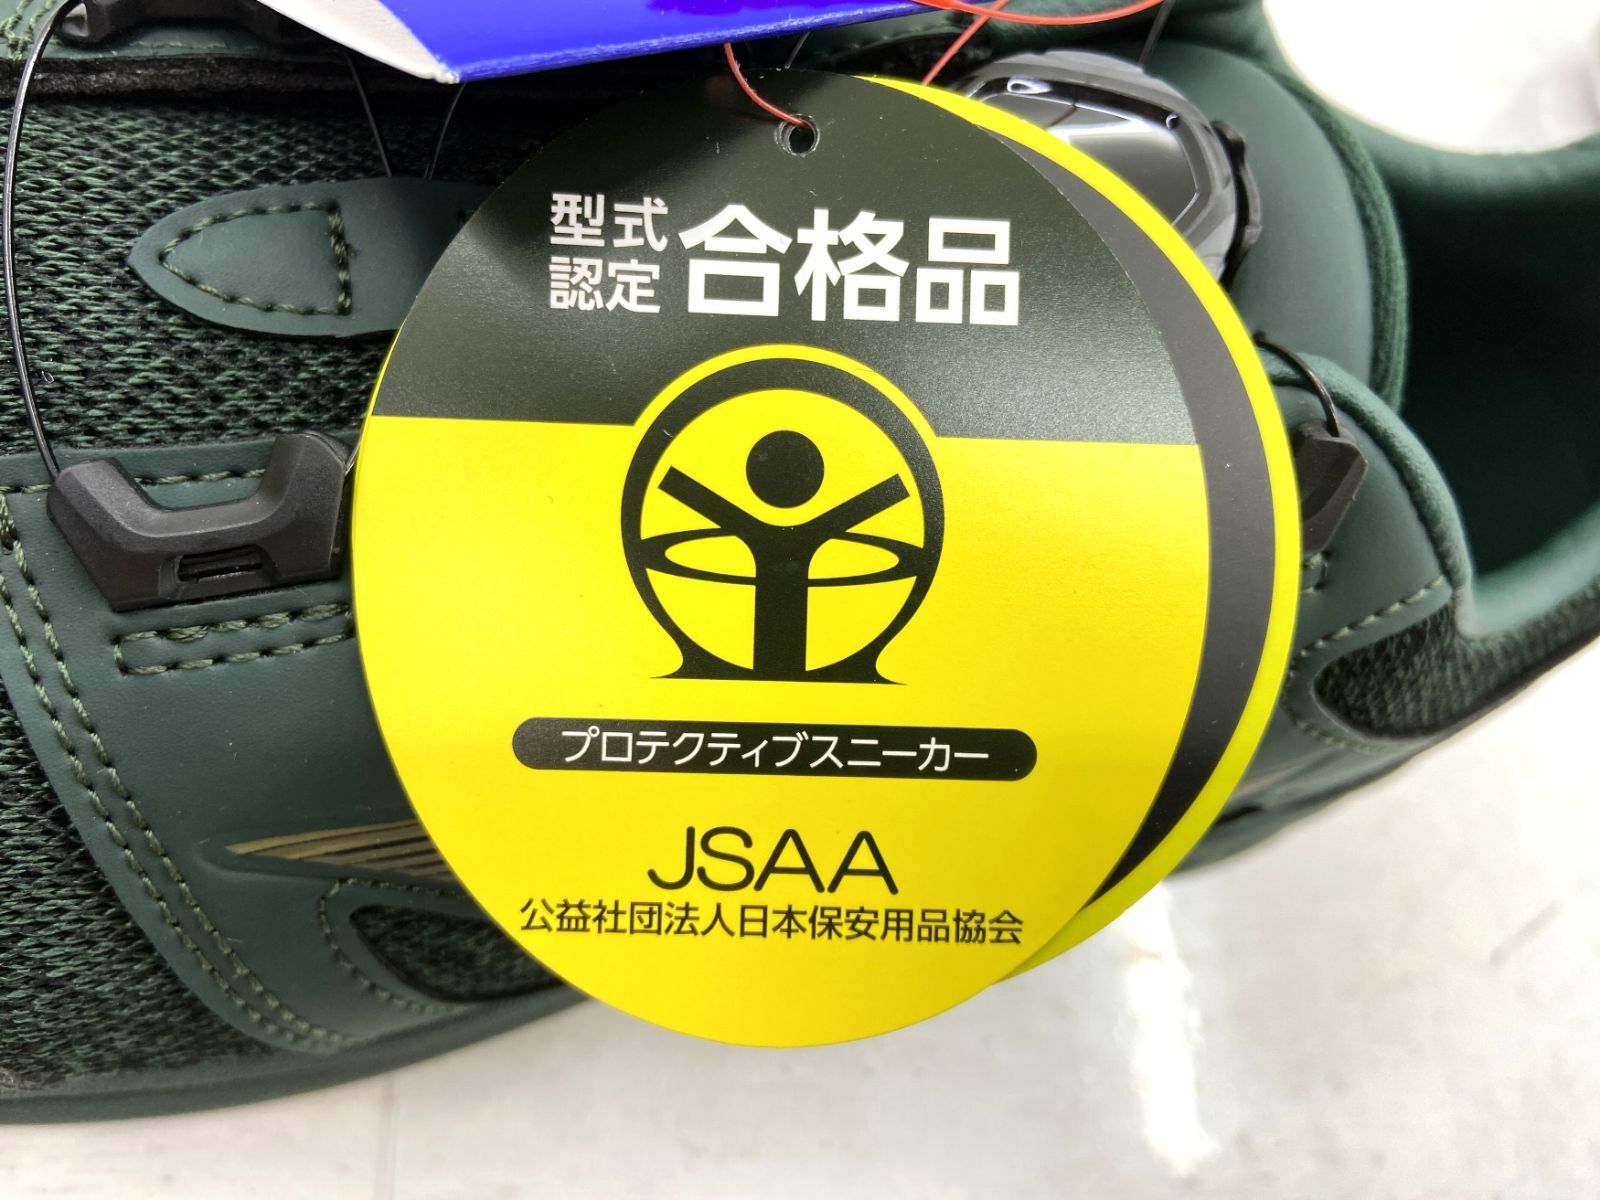 型式認定 合格品
プロテクティブスニーカー
JSAA
公益社団法人日本保安用品協会